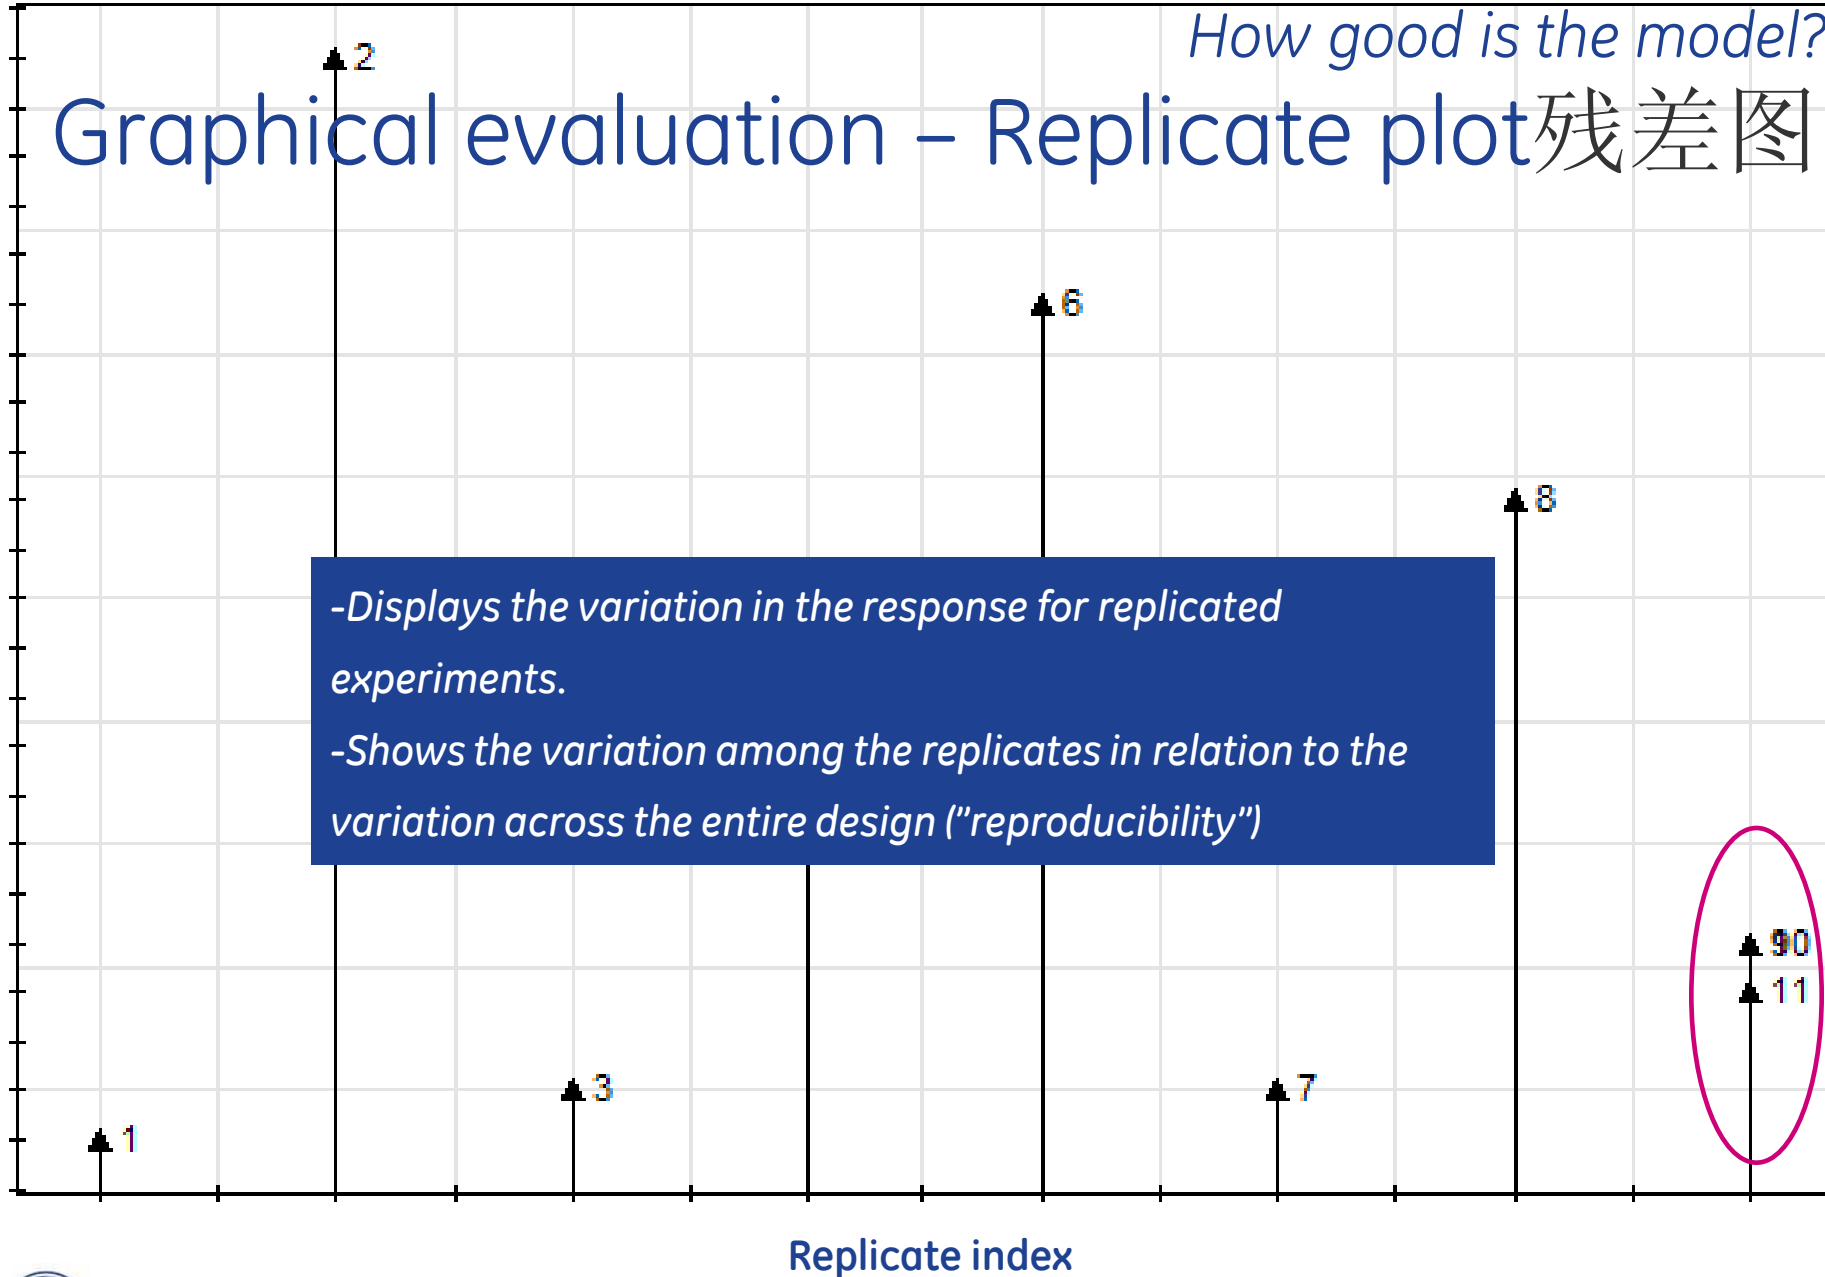 How good is the model?
Graphical evaluation – Replicate plot残差图
2
6
8
-Displays the variation in the response for replicated
experiments.
-Shows the variation among the replicates in relation to the
variation across the entire design ("reproducibility")
11
3
7
1
Replicate index